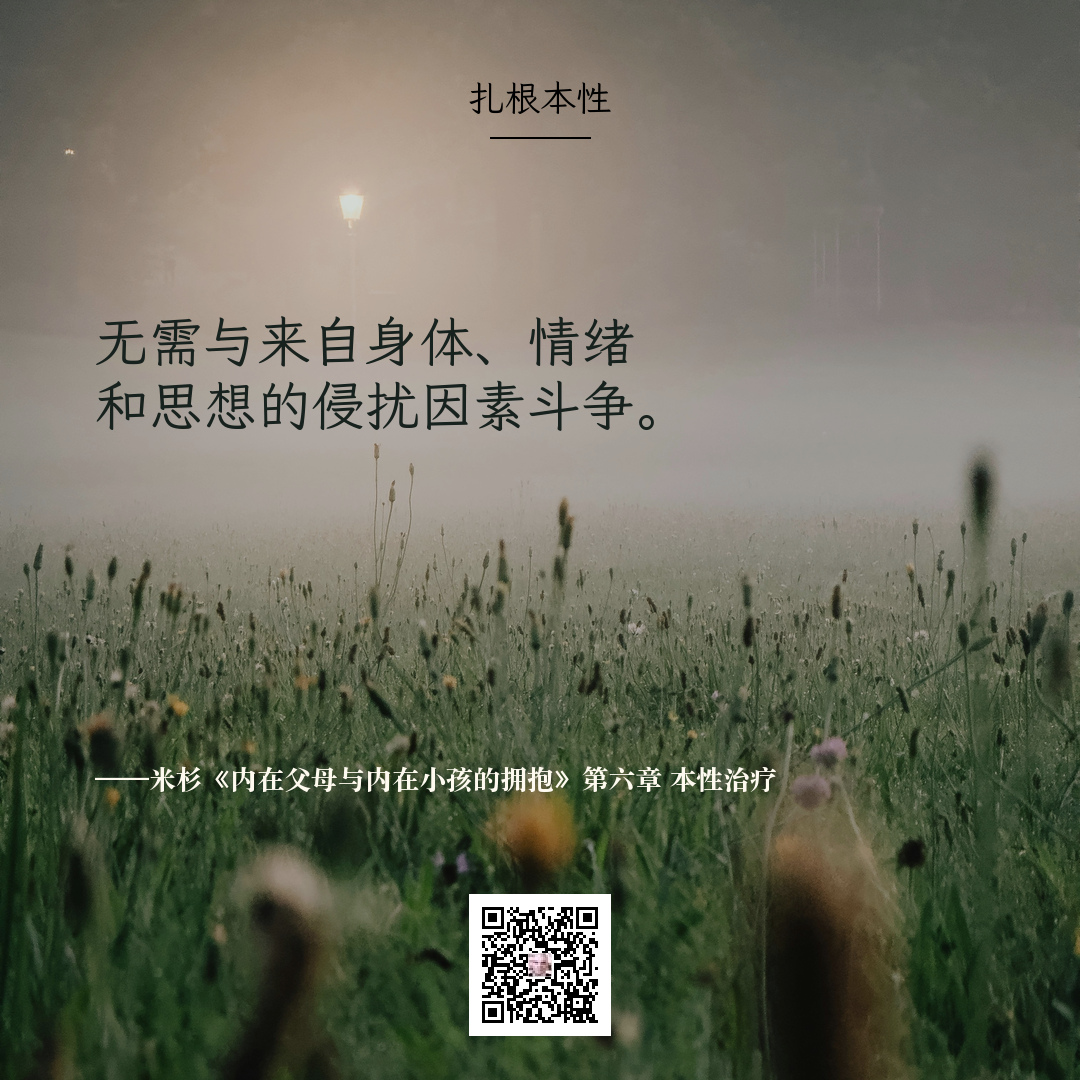 扎根本性
无需与来自身体、情绪
和思想的侵扰因素斗争。
——米杉《内在父母与内在小孩的拥抱》第六章 本性治疗